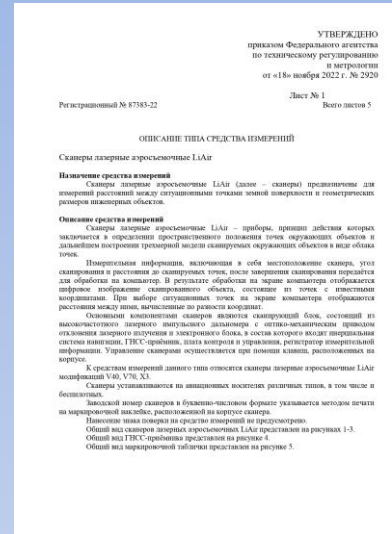 УТВЕРЖДЕНО
приказом Федерального агентства
по техническому регулированию
и метрологии
от «18» ноября 2022 г. № 2920
Лист № 1
Регистрационный № 87383-22 Всего листов 5
ОПИСАНИЕ ТИПА СРЕДСТВА ИЗМЕРЕНИЙ
Сканеры лазерные аэросъемочные LiAir
Назначение средства измерений
Сканеры лазерные аэросъемочные LiAir (далее – сканеры) предназначены для
измерений расстояний между ситуационными точками земной поверхности и геометрических
размеров инженерных объектов.
Описание средства измерений
Сканеры лазерные аэросъемочные LiAir – приборы, принцип действия которых
заключается в определении пространственного положения точек окружающих объектов и
дальнейшем построении трехмерной модели сканируемых окружающих объектов в виде облака
точек.
Измерительная информация, включающая в себя местоположение сканера, угол
сканирования и расстояния до сканируемых точек, после завершения сканирования передаётся
для обработки на компьютер. В результате обработки на экране компьютера отображается
цифровое изображение сканированного объекта, состоящее из точек с известными
координатами. При выборе ситуационных точек на экране компьютера отображаются
расстояния между ними, вычисленные по разности координат.
Основными компонентами сканеров являются сканирующий блок, состоящий из
высокочастотного лазерного импульсного дальномера с оптико-механическим приводом
отклонения лазерного излучения и электронного блока, в состав которого входят инерциальная
система навигации, ГНСС-приёмник, плата контроля и управления, регистратор измерительной
информации. Управление сканерами осуществляется при помощи клавиш, расположенных на
корпусе.
К средствам измерений данного типа относятся сканеры лазерные аэросъемочные LiAir
модификаций V40, V70, X3.
Сканеры устанавливаются на авиационных носителях различных типов, в том числе и
беспилотных.
Заводской номер сканеров в буквенно-числовом формате указывается методом печати
на маркировочной наклейке, расположенной на корпусе сканера.
Нанесение знака поверки на средство измерений не предусмотрено.
Общий вид сканеров лазерных аэросъемочных LiAir представлен на рисунках 1-3.
Общий вид ГНСС-приёмника представлен на рисунке 4.
Общий вид маркировочной таблички представлен на рисунке 5.